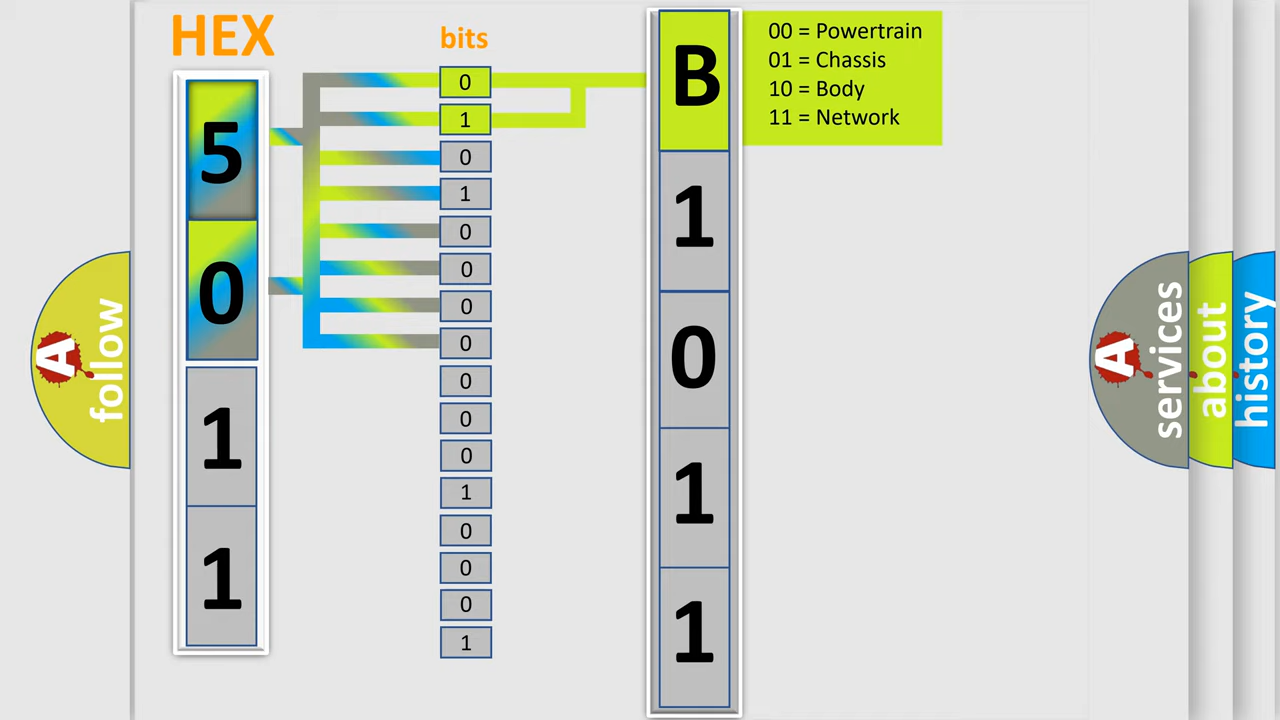 HEX
5
0
1
1
bits
0
1
0
1
0
0
0
0
0
0
0
1
0
0
0
1
B
1
0
1
1
00 = Powertrain
01 = Chassis
10 = Body
11 = Network
A
follow
A
services
about
history